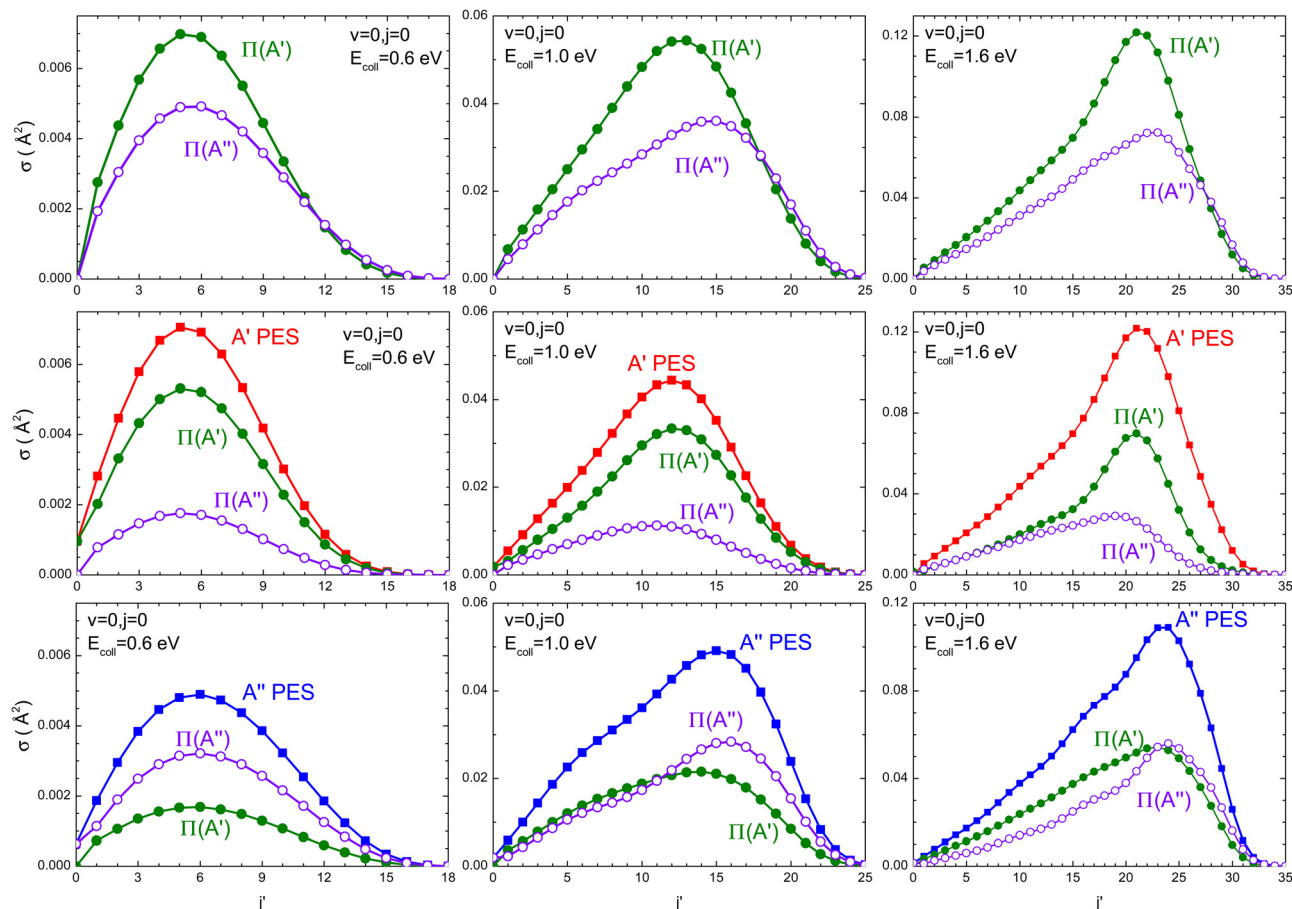 σ ( Å²)
0.006
0.004
0.002
0.000
0
3
6
9
12
15
18
Π(A')
Π(A'')
v=0,j=0
E_coll=0.6 eV
0.06
0.04
0.02
0.00
0
5
10
15
20
25
v=0,j=0
E_coll=1.0 eV
Π(A')
Π(A'')
0.12
0.08
0.04
0.00
0
5
10
15
20
25
30
35
v=0,j=0
E_coll=1.6 eV
Π(A')
Π(A'')
σ ( Å²)
0.006
0.004
0.002
0.000
0
3
6
9
12
15
18
A' PES
Π(A')
Π(A'')
v=0,j=0
E_coll=0.6 eV
0.06
0.04
0.02
0.00
0
5
10
15
20
25
v=0,j=0
E_coll=1.0 eV
A' PES
Π(A')
Π(A'')
0.12
0.08
0.04
0.00
0
5
10
15
20
25
30
35
v=0,j=0
E_coll=1.6 eV
A' PES
Π(A')
Π(A'')
σ ( Å²)
0.006
0.004
0.002
0.000
0
3
6
9
12
15
18
j'
v=0,j=0
E_coll=0.6 eV
A'' PES
Π(A'')
Π(A')
0.06
0.04
0.02
0.00
0
5
10
15
20
25
j'
v=0,j=0
E_coll=1.0 eV
A'' PES
Π(A'')
Π(A')
0.12
0.08
0.04
0.00
0
5
10
15
20
25
30
35
j'
v=0,j=0
E_coll=1.6 eV
A'' PES
Π(A')
Π(A'')